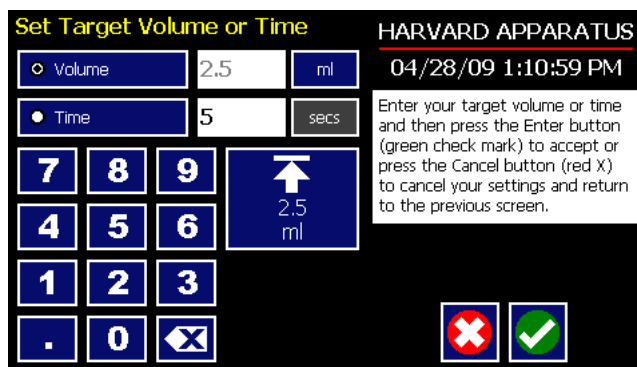 Set Target Volume or Time
HARVARD APPARATUS
04/28/09 1:10:59 PM
Volume 2.5 ml
Time 5 secs
Enter your target volume or time
and then press the Enter button
(green check mark) to accept or
press the Cancel button (red X)
to cancel your settings and return
to the previous screen.
7 8 9
2.5
ml
4 5 6
1 2 3
. 0